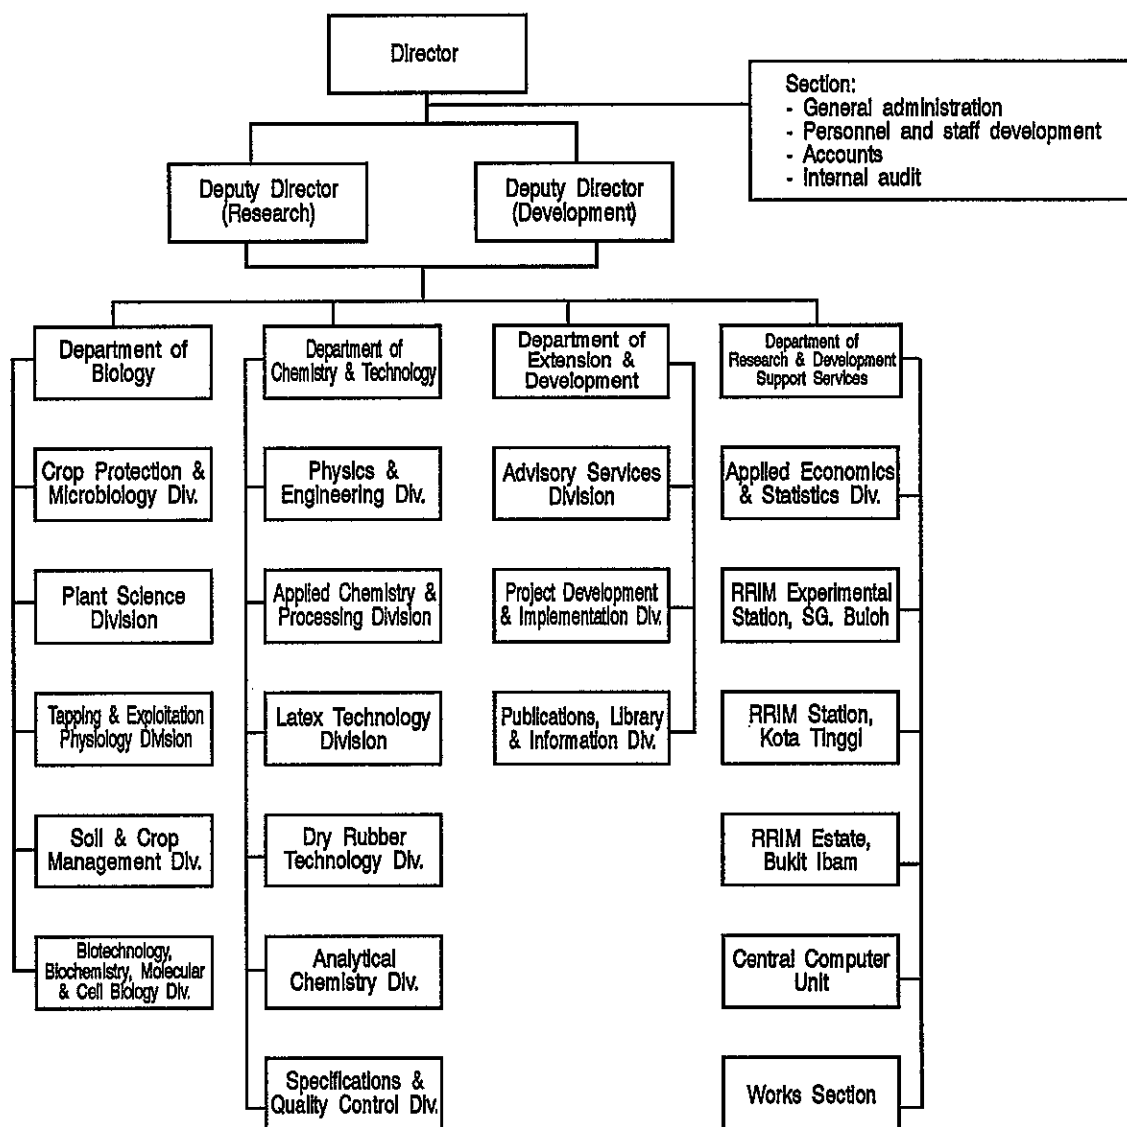 Director
Section:
- General administration
- Personnel and staff development
- Accounts
- Internal audit
Deputy Director
(Research)
Deputy Director
(Development)
Department of
Biology
Department of
Chemistry & Technology
Department of
Extension &
Development
Department of
Research & Development
Support Services
Crop Protection &
Microbiology Div.
Physics &
Engineering Div.
Advisory Services
Division
Applied Economics
& Statistics Div.
Plant Science
Division
Applied Chemistry &
Processing Division
Project Development
& Implementation Div.
RRIM Experimental
Station, SG. Buloh
Tapping & Exploitation
Physiology Division
Latex Technology
Division
Publications, Library
& Information Div.
RRIM Station,
Kota Tinggi
Soil & Crop
Management Div.
Dry Rubber
Technology Div.
RRIM Estate,
Bukit Ibam
Biotechnology,
Biochemistry, Molecular
& Cell Biology Div.
Analytical
Chemistry Div.
Central Computer
Unit
Specifications &
Quality Control Div.
Works Section